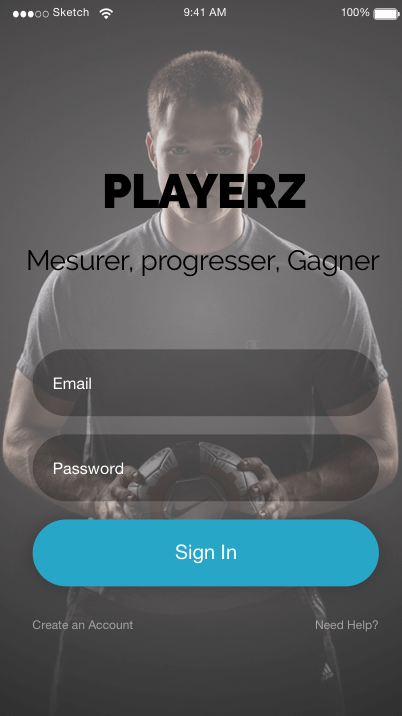 Sketch 9:41 AM 100%
PLAYERZ
Mesurer, progresser, Gagner
Email
Password
Sign In
Create an Account Need Help?